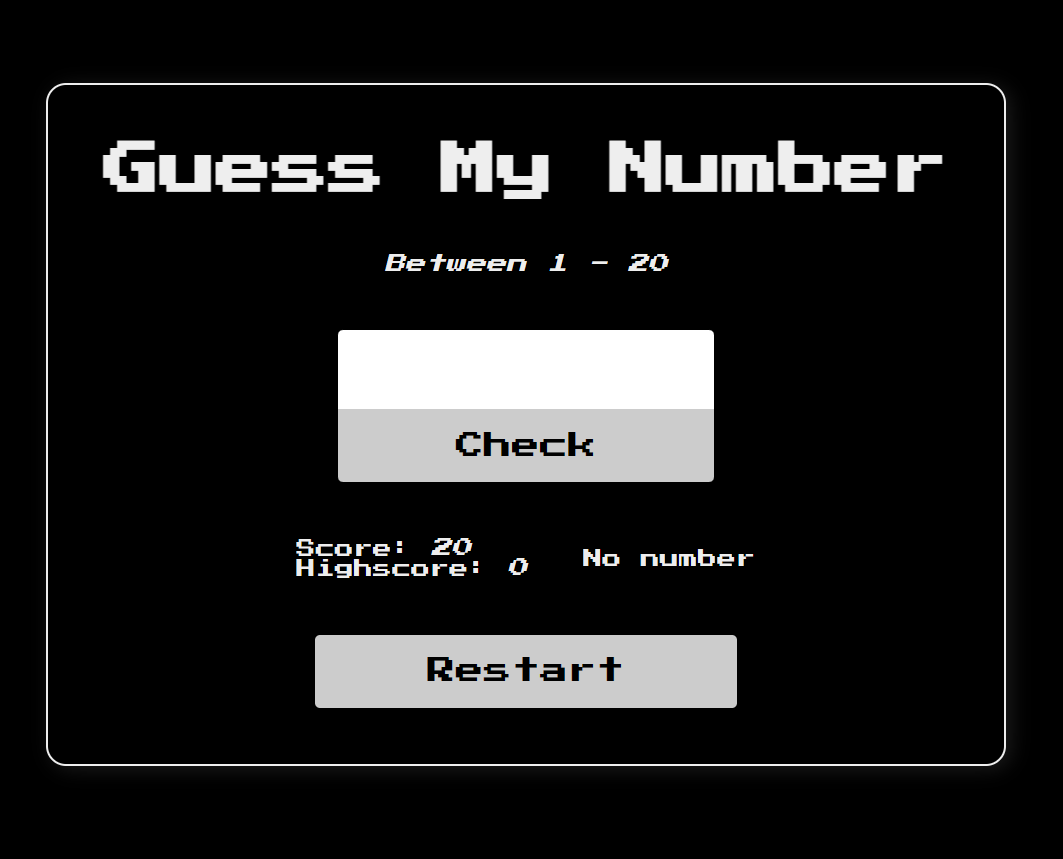 Guess My Number
Between 1 - 20
Check
Score: 20
Highscore: 0
No number
Restart